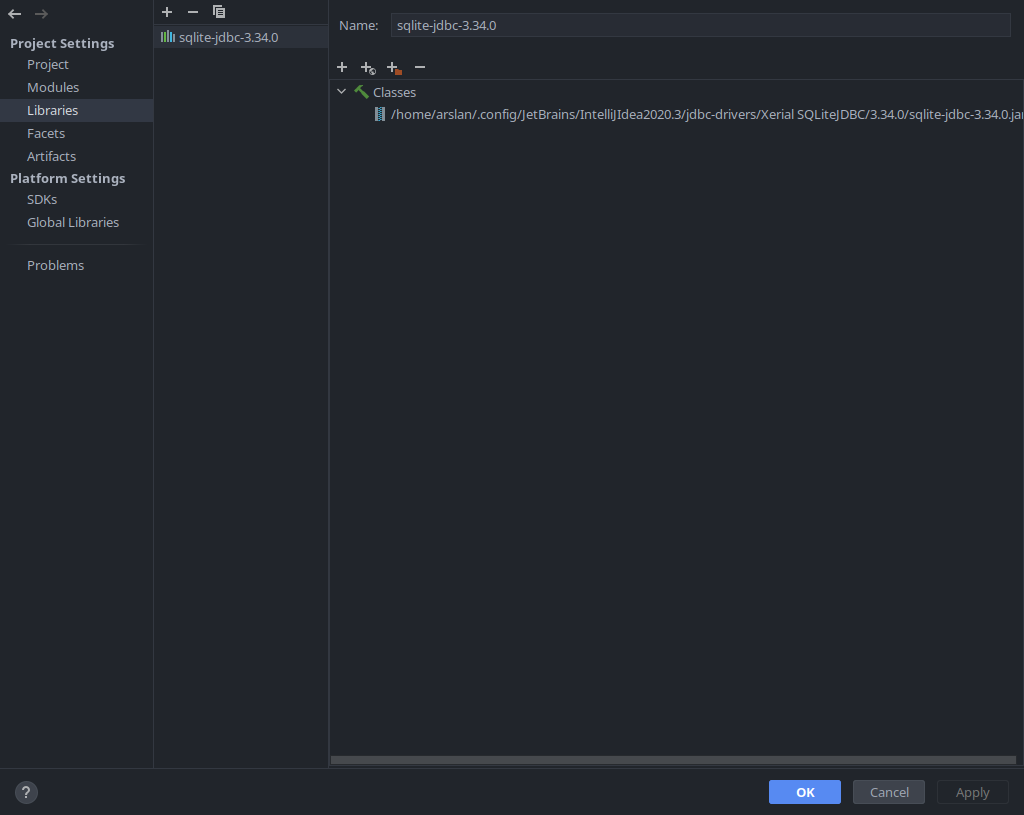 Project Settings
Project
Modules
Libraries
Facets
Artifacts
Platform Settings
SDKs
Global Libraries
Problems
sqlite-jdbc-3.34.0
Name: sqlite-jdbc-3.34.0
Classes
/home/arslan/.config/JetBrains/IntelliJIdea2020.3/jdbc-drivers/Xerial SQLiteJDBC/3.34.0/sqlite-jdbc-3.34.0.jar
?
OK Cancel Apply